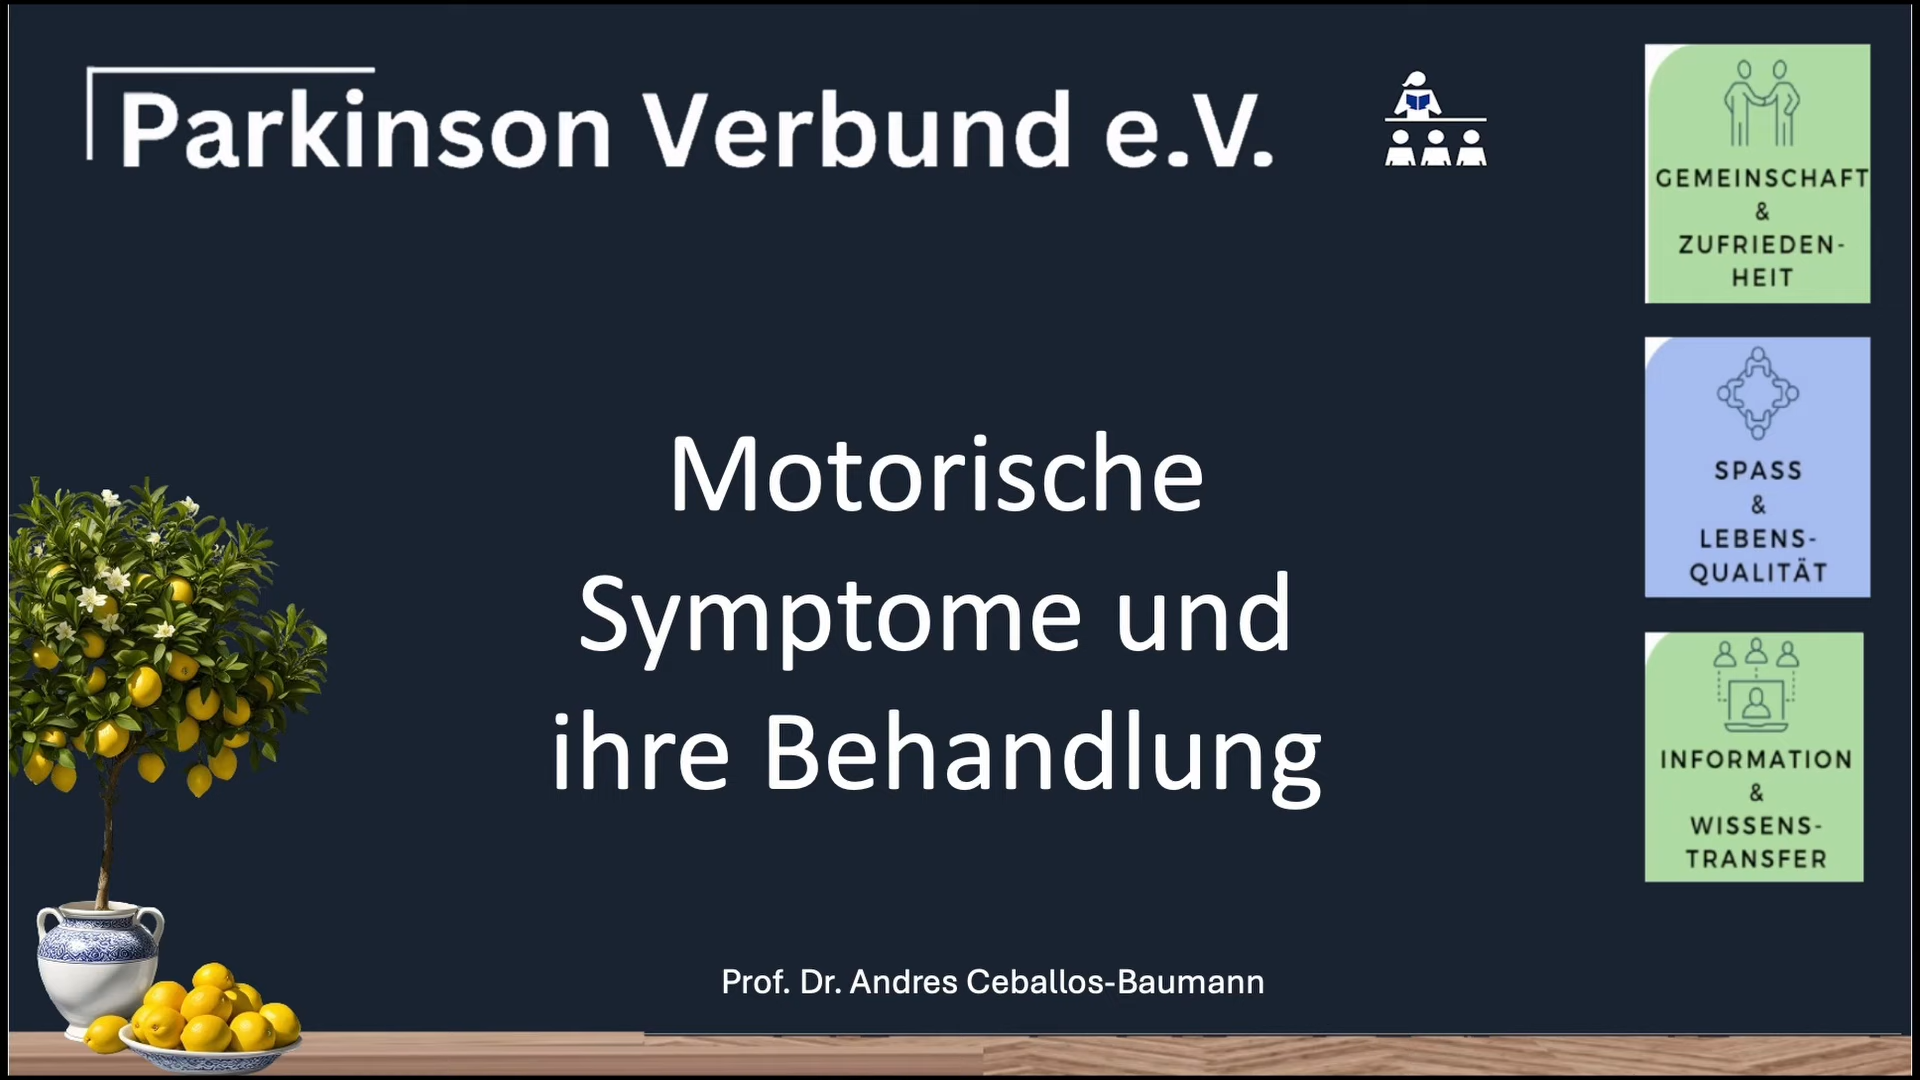 Parkinson Verbund e.V.
GEMEINSCHAFT
&
ZUFRIEDEN-
HEIT
SPASS
&
LEBENS-
QUALITÄT
INFORMATION
&
WISSENS-
TRANSFER
Motorische
Symptome und
ihre Behandlung
Prof. Dr. Andres Ceballos-Baumann